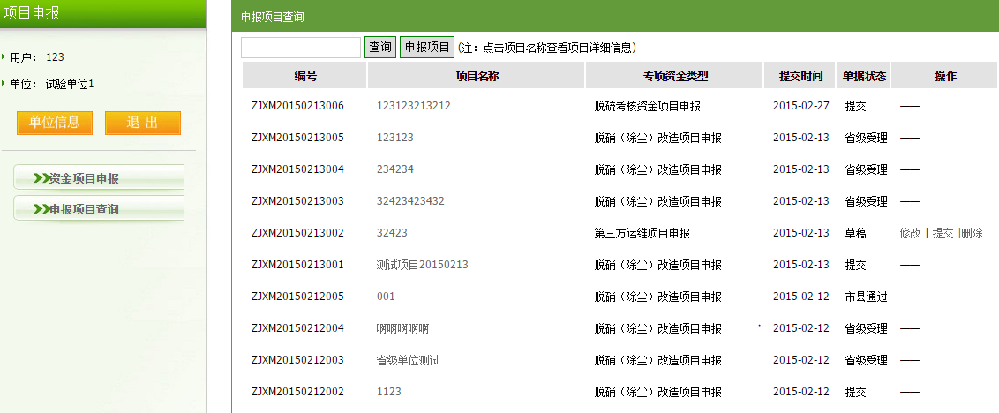 项目申报
用户： 123
单位： 试验单位1
单位信息 退 出
资金项目申报
申报项目查询
申报项目查询
查询 申报项目 (注：点击项目名称查看项目详细信息)
编号 项目名称 专项资金类型 提交时间 单据状态 操作
ZJXM20150213006 123123213212 脱硫考核资金项目申报 2015-02-27 提交 ——
ZJXM20150213005 123123 脱硝（除尘）改造项目申报 2015-02-13 省级受理 ——
ZJXM20150213004 234234 脱硝（除尘）改造项目申报 2015-02-13 省级受理 ——
ZJXM20150213003 32423423432 脱硝（除尘）改造项目申报 2015-02-13 省级受理 ——
ZJXM20150213002 32423 第三方运维项目申报 2015-02-13 草稿 修改 | 提交 |删除
ZJXM20150213001 测试项目20150213 脱硝（除尘）改造项目申报 2015-02-13 提交 ——
ZJXM20150212005 001 脱硝（除尘）改造项目申报 2015-02-12 市县通过 ——
ZJXM20150212004 啊啊啊啊啊 脱硝（除尘）改造项目申报 2015-02-12 省级受理 ——
ZJXM20150212003 省级单位测试 脱硝（除尘）改造项目申报 2015-02-12 省级受理 ——
ZJXM20150212002 1123 脱硝（除尘）改造项目申报 2015-02-12 提交 ——